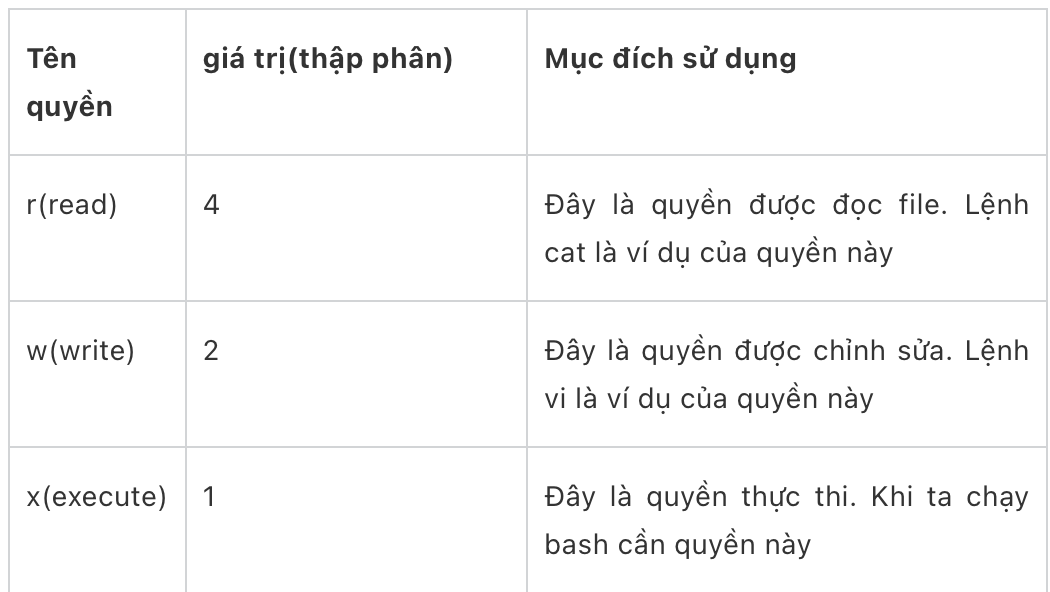 Tên
quyền
giá trị(thập phân)
Mục đích sử dụng
r(read)
4
Đây là quyền được đọc file. Lệnh
cat là ví dụ của quyền này
w(write)
2
Đây là quyền được chỉnh sửa. Lệnh
vi là ví dụ của quyền này
x(execute)
1
Đây là quyền thực thi. Khi ta chạy
bash cần quyền này